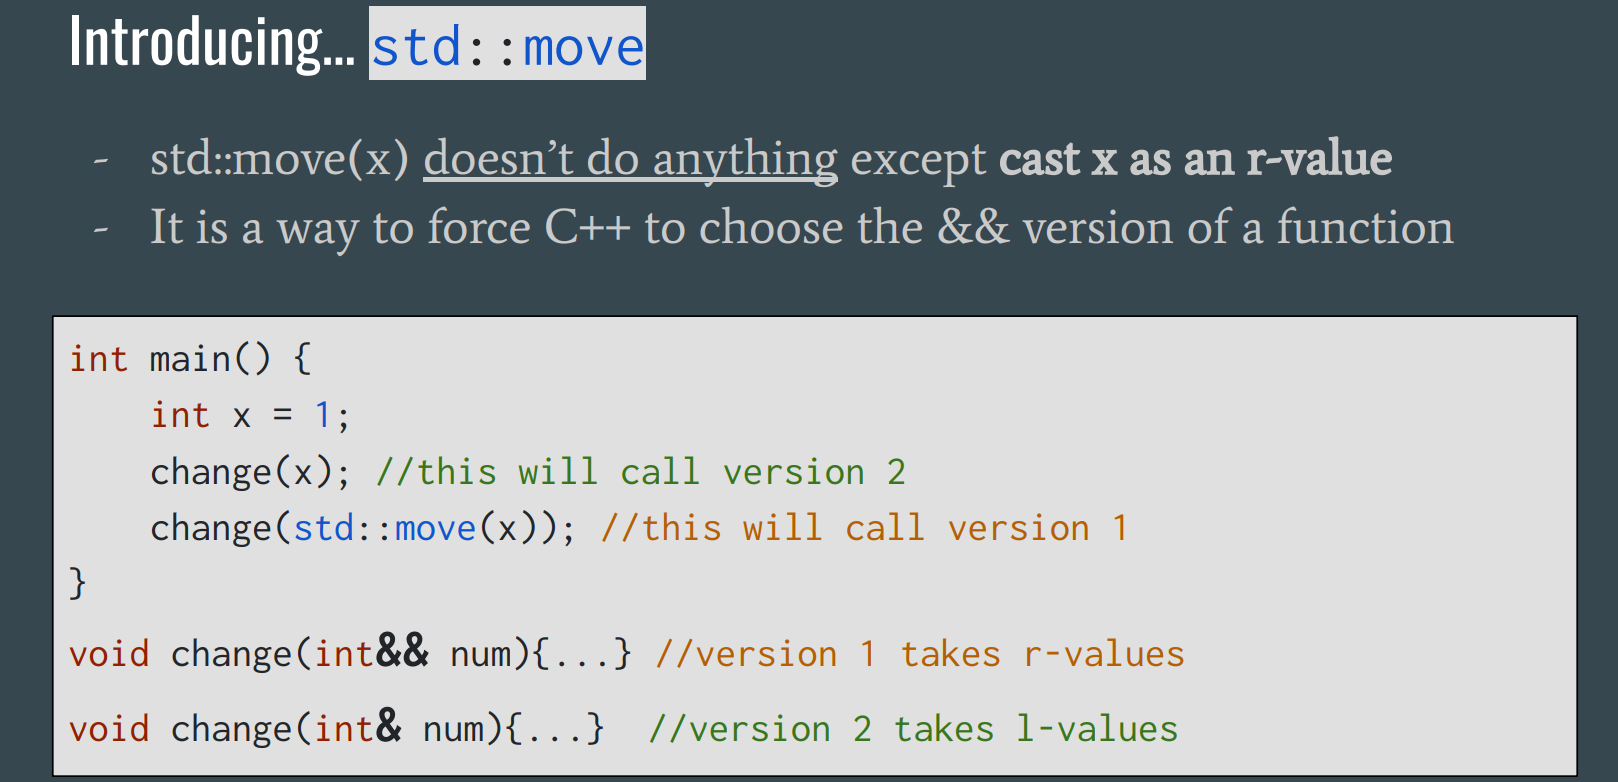 Introducing... std::move
- std::move(x) doesn’t do anything except cast x as an r-value
- It is a way to force C++ to choose the && version of a function
int main() {
    int x = 1;
    change(x); //this will call version 2
    change(std::move(x)); //this will call version 1
}
void change(int&& num){...} //version 1 takes r-values
void change(int& num){...}  //version 2 takes l-values